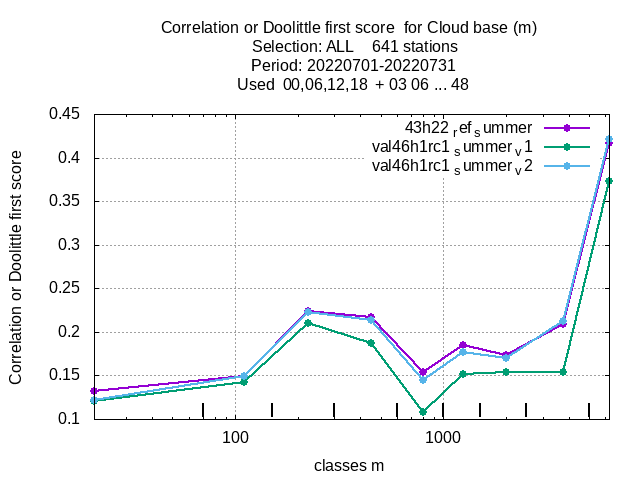 Correlation or Doolittle first score  for Cloud base (m)
Selection: ALL    641 stations
Period: 20220701-20220731
Used  00,06,12,18  + 03 06 ... 48
Correlation or Doolittle first score
0.45
0.4
0.35
0.3
0.25
0.2
0.15
0.1
43h22 ref summer
val46h1rc1 summer v1
val46h1rc1 summer v2
100
1000
classes m